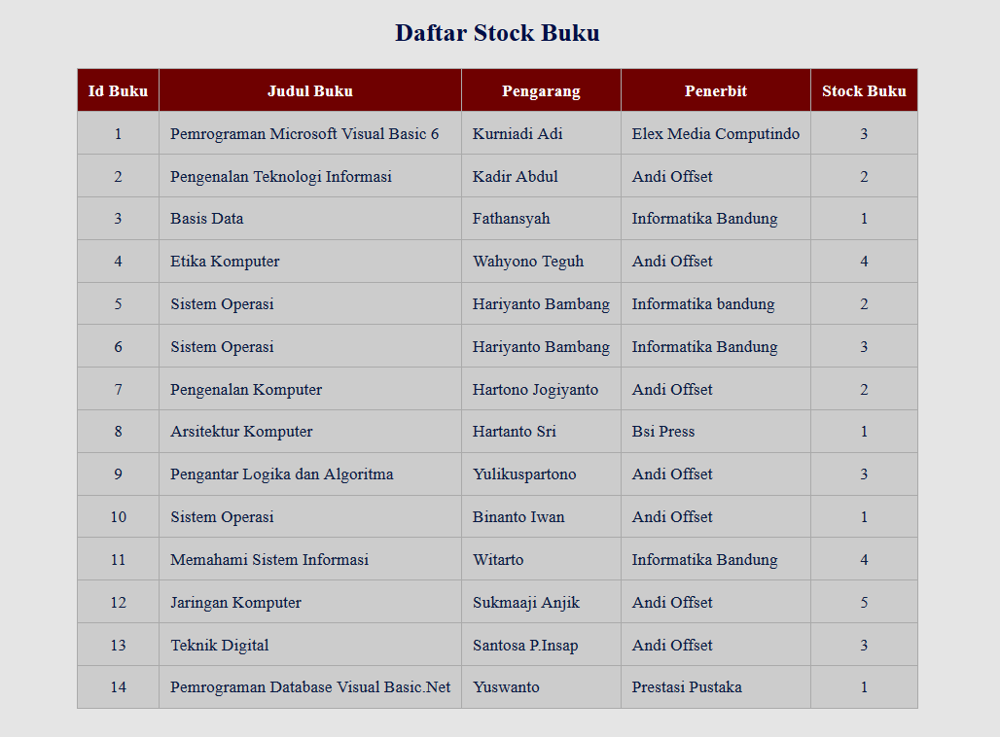 Daftar Stock Buku
Id Buku Judul Buku Pengarang Penerbit Stock Buku
1 Pemrograman Microsoft Visual Basic 6 Kurniadi Adi Elex Media Computindo 3
2 Pengenalan Teknologi Informasi Kadir Abdul Andi Offset 2
3 Basis Data Fathansyah Informatika Bandung 1
4 Etika Komputer Wahyono Teguh Andi Offset 4
5 Sistem Operasi Hariyanto Bambang Informatika bandung 2
6 Sistem Operasi Hariyanto Bambang Informatika Bandung 3
7 Pengenalan Komputer Hartono Jogiyanto Andi Offset 2
8 Arsitektur Komputer Hartanto Sri Bsi Press 1
9 Pengantar Logika dan Algoritma Yulikuspartono Andi Offset 3
10 Sistem Operasi Binanto Iwan Andi Offset 1
11 Memahami Sistem Informasi Witarto Informatika Bandung 4
12 Jaringan Komputer Sukmaaji Anjik Andi Offset 5
13 Teknik Digital Santosa P.Insap Andi Offset 3
14 Pemrograman Database Visual Basic.Net Yuswanto Prestasi Pustaka 1